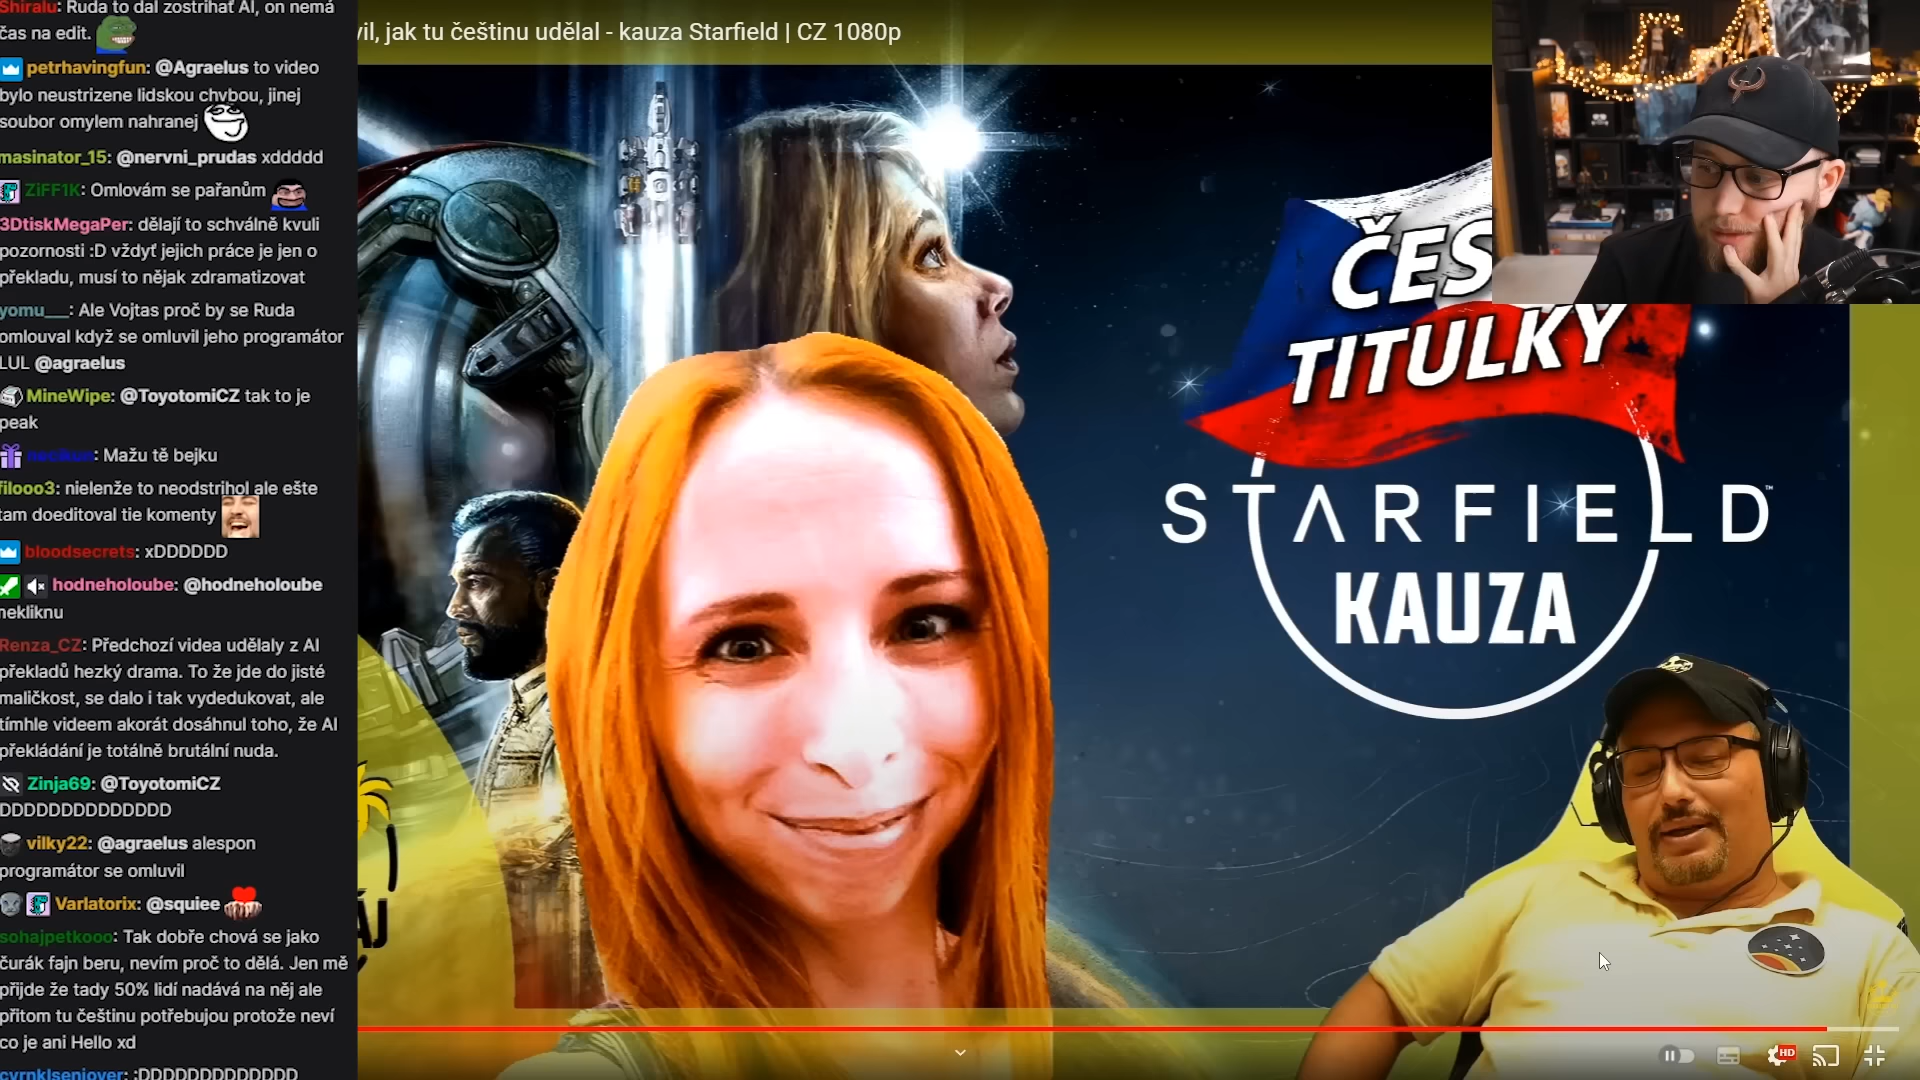 Shiralu: Ruda to dal zostrihať AI, on nemá
čas na edit.
petrhavingfun: @Agraelus to video
bylo neustrizene lidskou chybou, jinej
soubor omylem nahranej
masinator_15: @nervni_prudas xddddd
ZiFF1K: Omlovám se pařanům
3DtiskMegaPer: dělají to schválně kvuli
pozornosti :D vždyť jejich práce je jen o
překladu, musí to nějak zdramatizovat
yomu___: Ale Vojtas proč by se Ruda
omlouval když se omluvil jeho programátor
LUL @agraelus
MineWipe: @ToyotomiCZ tak to je
peak
: Mažu tě bejku
filooo3: nielenže to neodstrihol ale ešte
tam doeditoval tie komenty
bloodsecrets: xDDDDDD
hodneholoube: @hodneholoube
nekliknu
Renza_CZ: Předchozí videa udělaly z AI
překladů hezký drama. To že jde do jisté
maličkost, se dalo i tak vydedukovat, ale
tímhle videem akorát dosáhnul toho, že AI
překládání je totální brutální nuda.
Zinja69: @ToyotomiCZ
DDDDDDDDDDDDDD
vilky22: @agraelus alespon
programátor se omluvil
Varlatorix: @squiee
sohajpetkooo: Tak dobře chová se jako
čurák fajn beru, nevím proč to dělá. Jen mě
přijde že tady 50% lidí nadává na něj ale
přitom tu češtinu potřebujou protože neví
co je ani Hello xd
cyrnklsenjoyer: :DDDDDDDDDDDDD
vil, jak tu češtinu udělal - kauza Starfield | CZ 1080p
ČES
TITULKY
STARFIELD™
KAUZA
ÁJ
HD